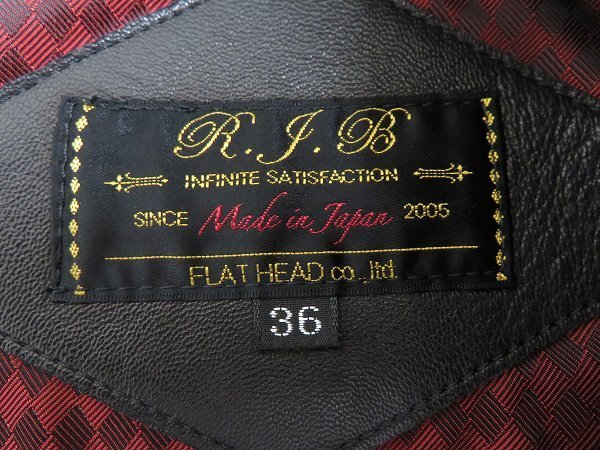 R.J.B
INFINITE SATISFACTION
SINCE Made in Japan 2005
FLAT HEAD co.,ltd.
36